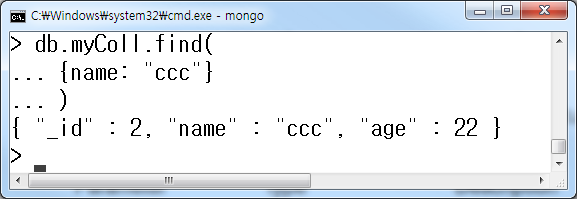 C:₩Windows₩system32₩cmd.exe - mongo
> db.myColl.find(
... {name: "ccc"}
... )
{ "_id" : 2, "name" : "ccc", "age" : 22 }
>